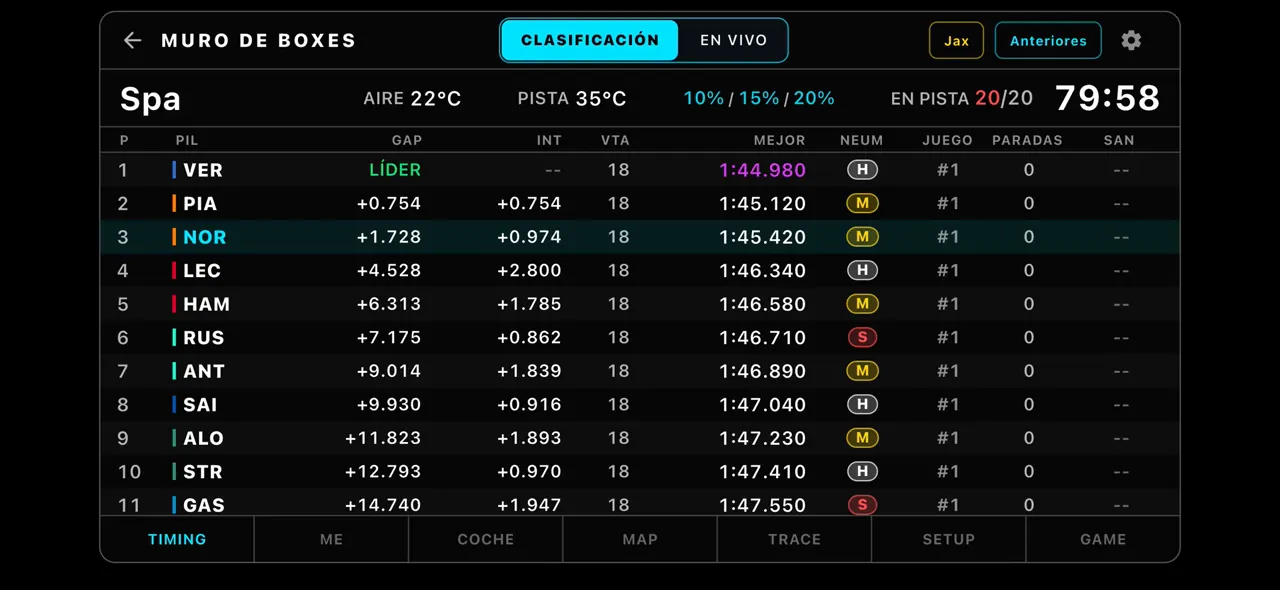 MURO DE BOXES CLASIFICACIÓN EN VIVO Jax Anteriores
Spa AIRE 22°C PISTA 35°C 10% / 15% / 20% EN PISTA 20/20 79:58
P PIL GAP INT VTA MEJOR NEUM JUEGO PARADAS SAN
1 VER LÍDER -- 18 1:44.980 H #1 0 --
2 PIA +0.754 +0.754 18 1:45.120 M #1 0 --
3 NOR +1.728 +0.974 18 1:45.420 M #1 0 --
4 LEC +4.528 +2.800 18 1:46.340 H #1 0 --
5 HAM +6.313 +1.785 18 1:46.580 M #1 0 --
6 RUS +7.175 +0.862 18 1:46.710 S #1 0 --
7 ANT +9.014 +1.839 18 1:46.890 M #1 0 --
8 SAI +9.930 +0.916 18 1:47.040 H #1 0 --
9 ALO +11.823 +1.893 18 1:47.230 M #1 0 --
10 STR +12.793 +0.970 18 1:47.410 H #1 0 --
11 GAS +14.740 +1.947 18 1:47.550 S #1 0 --
TIMING ME COCHE MAP TRACE SETUP GAME